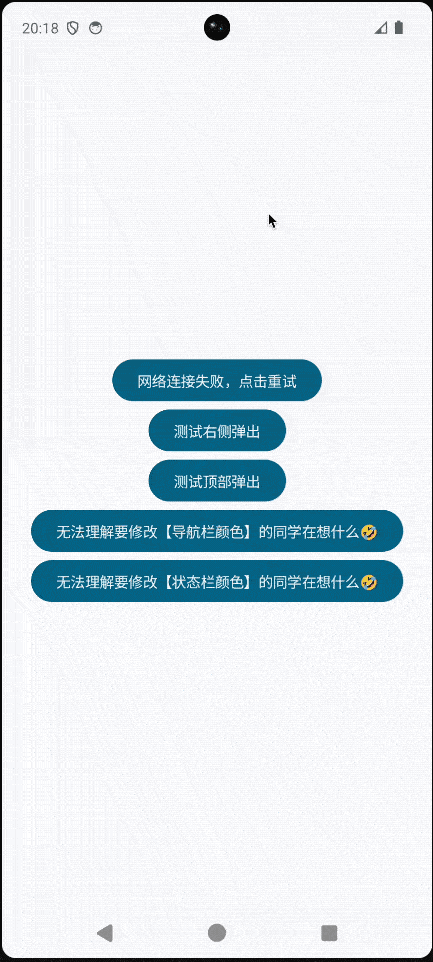 20:18
网络连接失败，点击重试
测试右侧弹出
测试顶部弹出
无法理解要修改【导航栏颜色】的同学在想什么🤣
无法理解要修改【状态栏颜色】的同学在想什么🤣